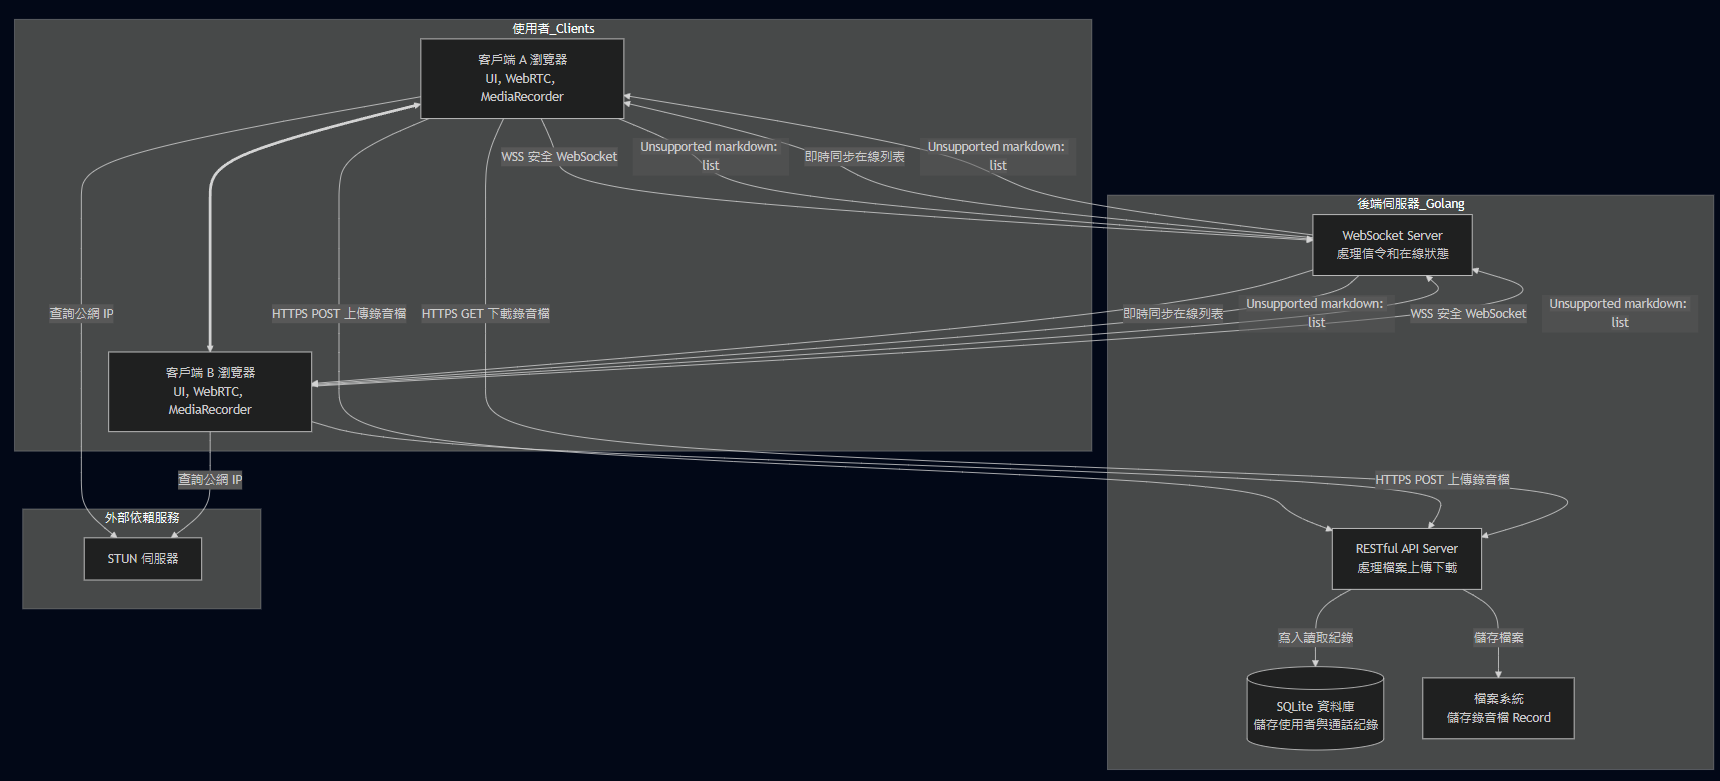 使用者_Clients
客戶端 A 瀏覽器
UI, WebRTC,
MediaRecorder
WSS 安全 WebSocket
Unsupported markdown:
list
即時同步在線列表
Unsupported markdown:
list
後端伺服器_Golang
WebSocket Server
處理信令和在線狀態
查詢公網 IP
HTTPS POST 上傳錄音檔
HTTPS GET 下載錄音檔
即時同步在線列表
Unsupported markdown:
list
WSS 安全 WebSocket
Unsupported markdown:
list
客戶端 B 瀏覽器
UI, WebRTC,
MediaRecorder
查詢公網 IP
HTTPS POST 上傳錄音檔
外部依賴服務
STUN 伺服器
RESTful API Server
處理檔案上傳下載
寫入讀取紀錄
儲存檔案
SQLite 資料庫
儲存使用者與通話紀錄
檔案系統
儲存錄音檔 Record